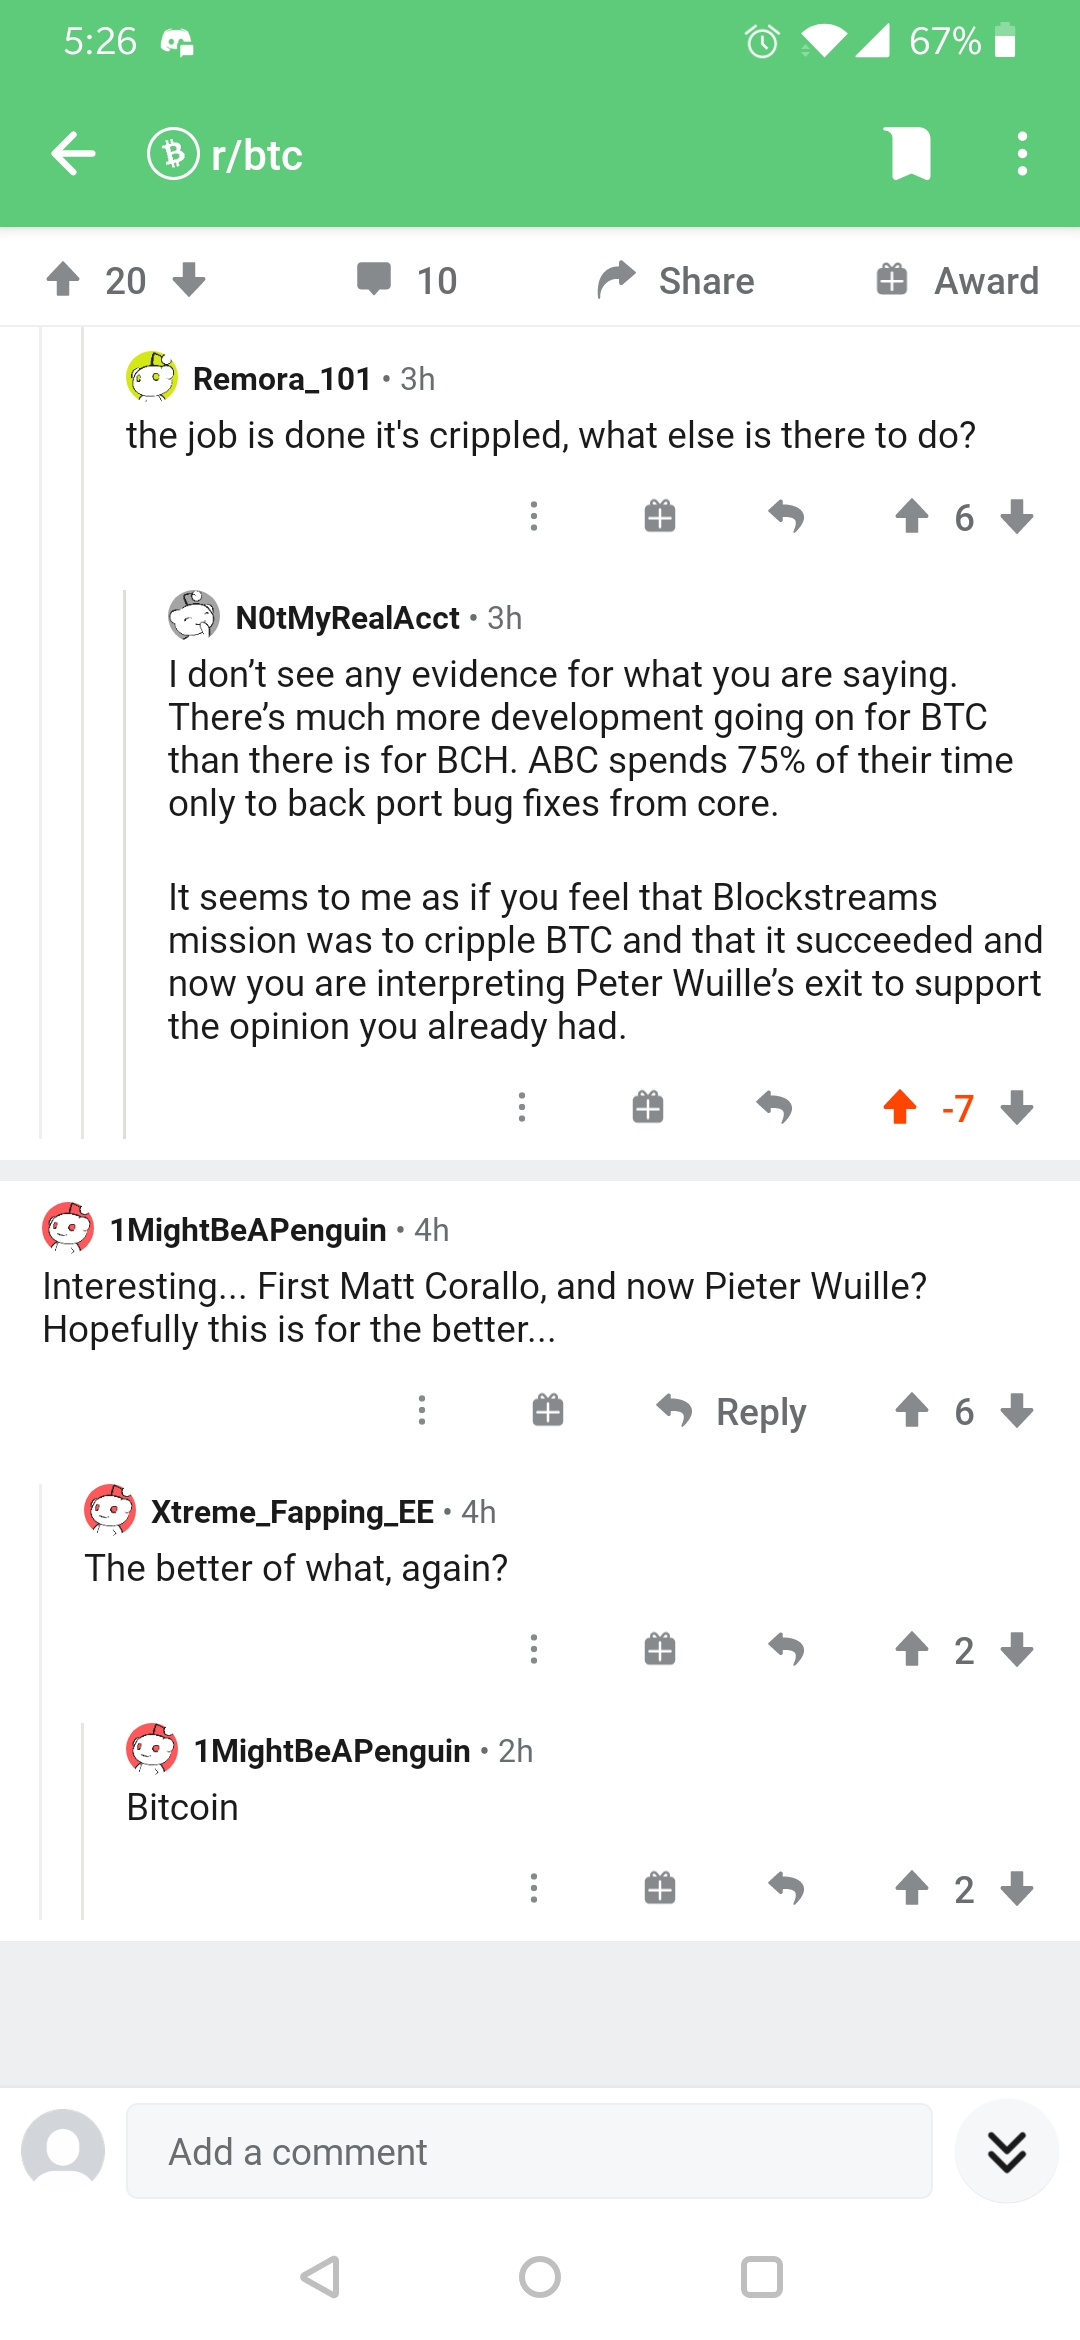 5:26 67%
r/btc
20 10 Share Award
Remora_101 • 3h
the job is done it's crippled, what else is there to do?
6
N0tMyRealAcct • 3h
I don’t see any evidence for what you are saying.
There’s much more development going on for BTC
than there is for BCH. ABC spends 75% of their time
only to back port bug fixes from core.
It seems to me as if you feel that Blockstreams
mission was to cripple BTC and that it succeeded and
now you are interpreting Peter Wuille’s exit to support
the opinion you already had.
-7
1MightBeAPenguin • 4h
Interesting... First Matt Corallo, and now Pieter Wuille?
Hopefully this is for the better...
Reply 6
Xtreme_Fapping_EE • 4h
The better of what, again?
2
1MightBeAPenguin • 2h
Bitcoin
2
Add a comment